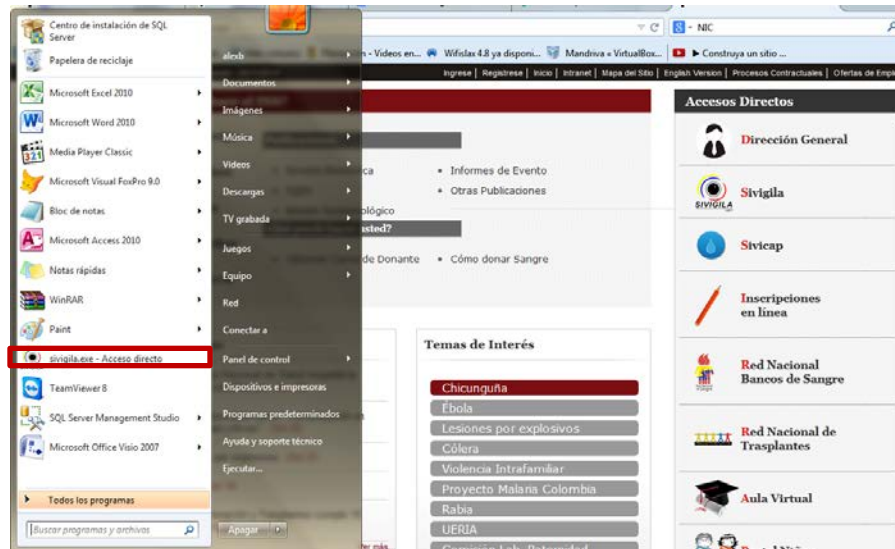 Centro de instalación de SQL
Server
Papelera de reciclaje
Microsoft Excel 2010
Microsoft Word 2010
Media Player Classic
Microsoft Visual FoxPro 9.0
Bloc de notas
Microsoft Access 2010
Notas rápidas
WinRAR
Paint
sivigila.exe - Acceso directo
TeamViewer 8
SQL Server Management Studio
Microsoft Office Visio 2007
Todos los programas
Buscar programas y archivos
alexb
Documentos
Imágenes
Música
Vídeos
Descargas
TV grabada
Juegos
Equipo
Red
Conectar a
Panel de control
Dispositivos e impresoras
Programas predeterminados
Ayuda y soporte técnico
Ejecutar...
Apagar
8 - NIC
- Videos en... Wifislax 4.8 ya disponi... Mandriva « VirtualBox... ► Construya un sitio ...
Ingrese | Registrese | Inicio | Intranet | Mapa del Sitio | English Version | Procesos Contractuales | Ofertas de Empl
• Informes de Evento
• Otras Publicaciones
ológico
usted?
de Donante • Cómo donar Sangre
Temas de Interés
Chicunguña
Ébola
Lesiones por explosivos
Cólera
Violencia Intrafamiliar
Proyecto Malaria Colombia
Rabia
UERIA
Accesos Directos
Dirección General
SIVIGILA
Sivigila
Sivicap
Inscripciones
en línea
Red Nacional
Bancos de Sangre
Red Nacional de
Trasplantes
Aula Virtual